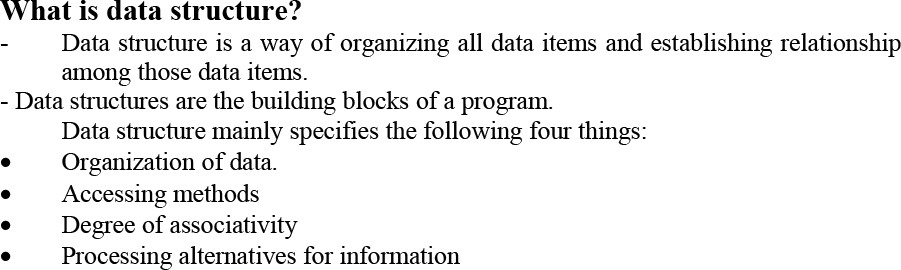 What is data structure?
- Data structure is a way of organizing all data items and establishing relationship
among those data items.
- Data structures are the building blocks of a program.
Data structure mainly specifies the following four things:
• Organization of data.
• Accessing methods
• Degree of associativity
• Processing alternatives for information